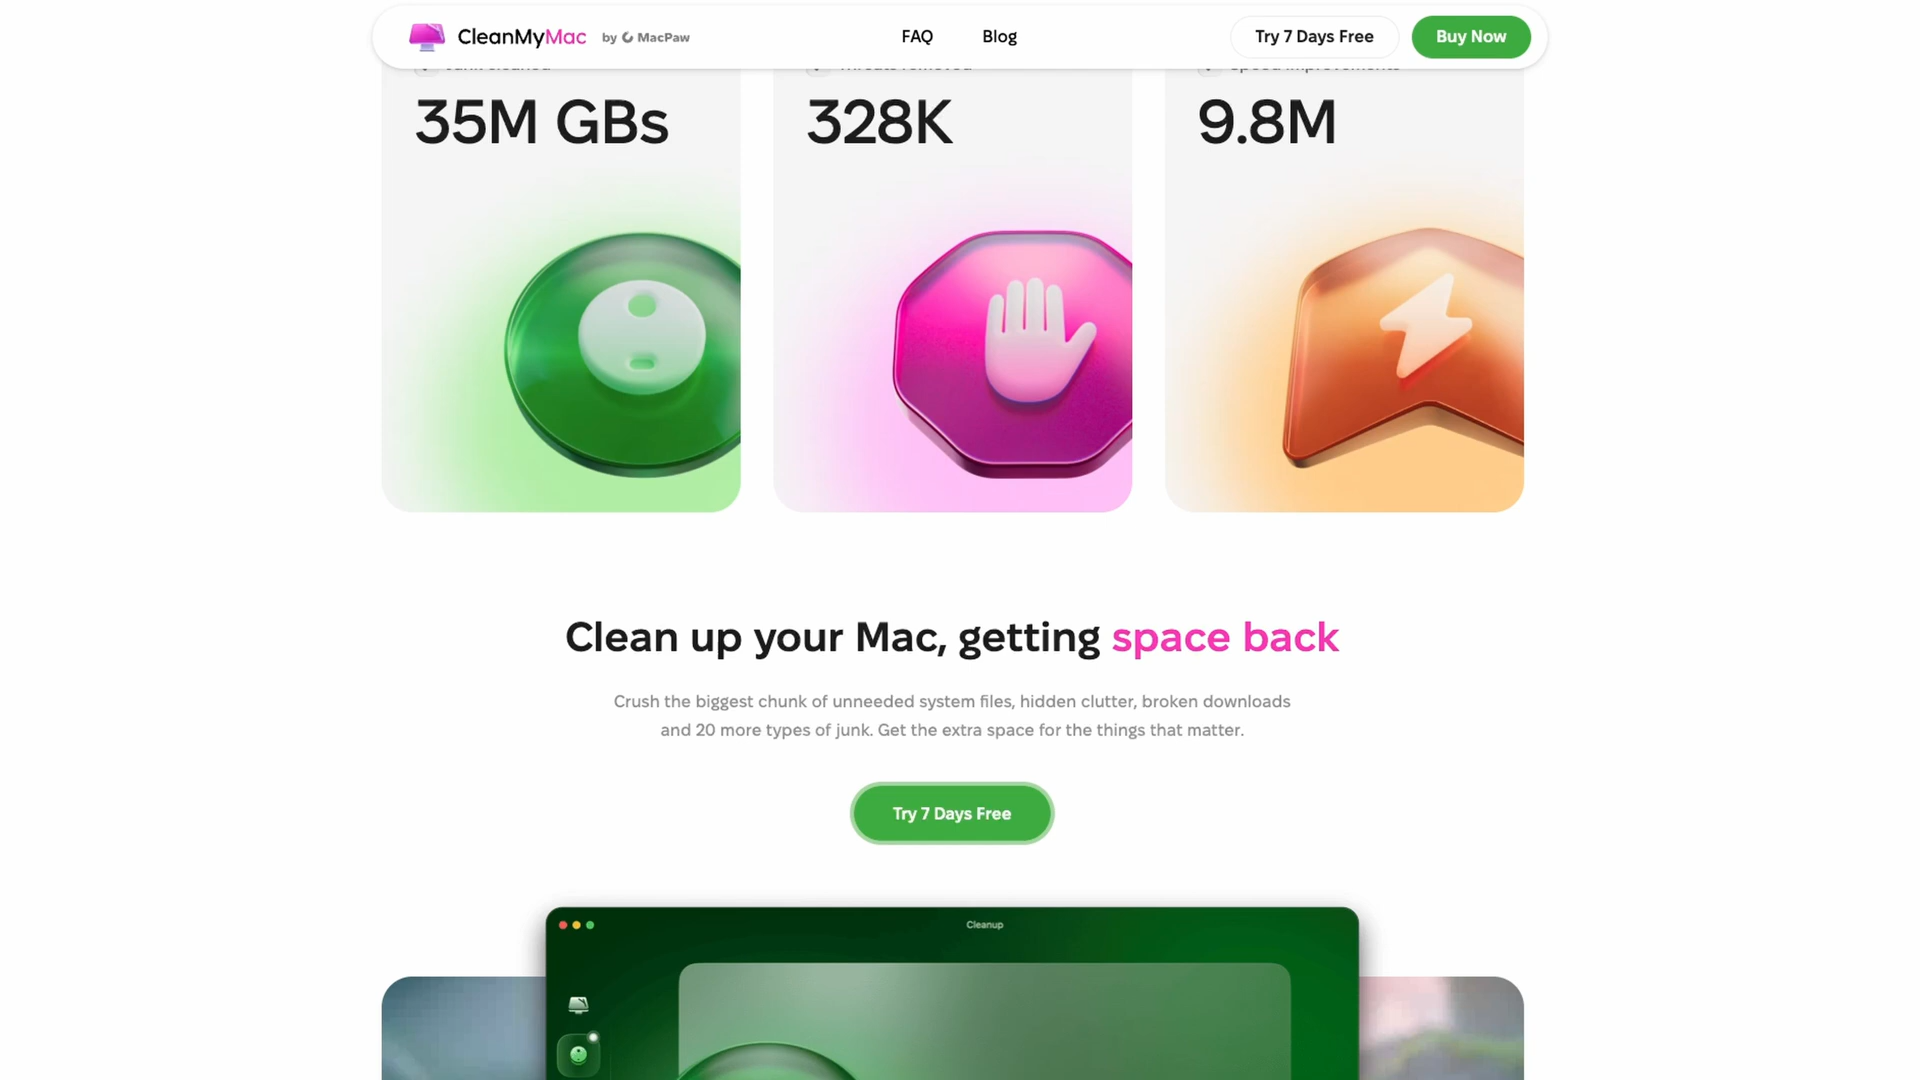 CleanMyMac by MacPaw
FAQ
Blog
Try 7 Days Free
Buy Now
35M GBs
328K
9.8M
Clean up your Mac, getting space back
Crush the biggest chunk of unneeded system files, hidden clutter, broken downloads
and 20 more types of junk. Get the extra space for the things that matter.
Try 7 Days Free
Cleanup